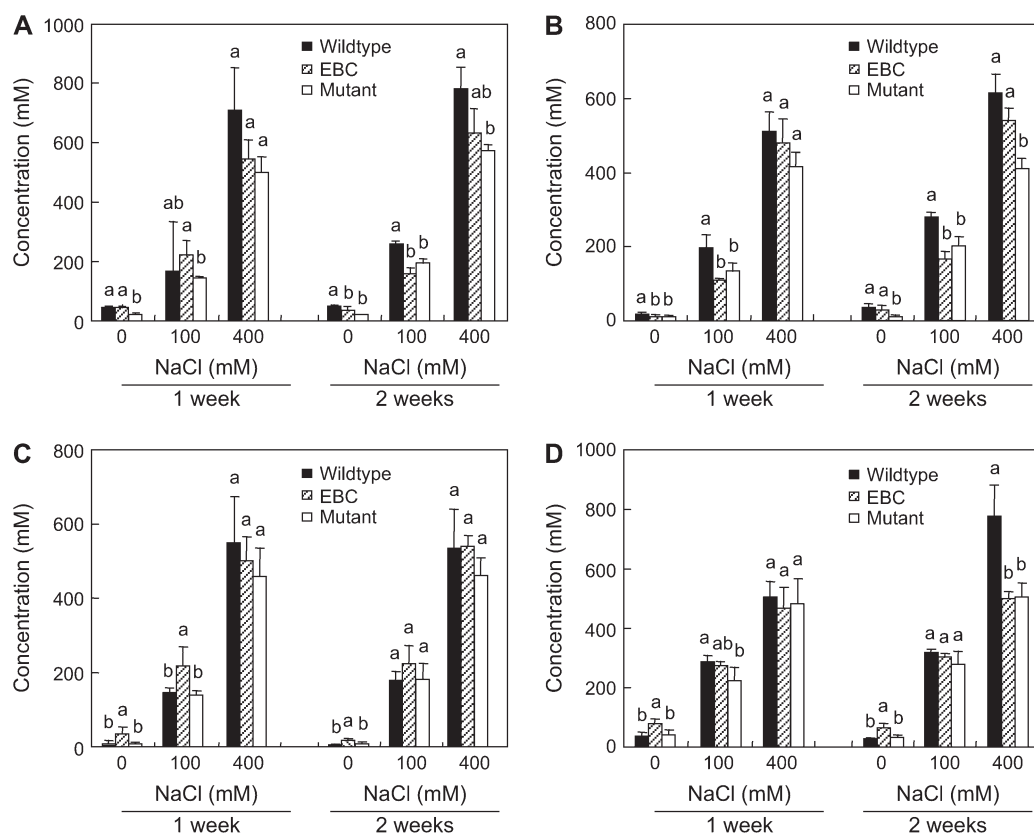 A
1000
800
600
400
200
0
Concentration (mM)
Wildtype
EBC
Mutant
a a b
ab a b
a a a
a b b
a b b
a ab b
0 100 400 0 100 400
NaCl (mM) NaCl (mM)
1 week 2 weeks
B
800
600
400
200
0
Concentration (mM)
Wildtype
EBC
Mutant
a b b
a b b
a a a
a a b
a b b
a a b
0 100 400 0 100 400
NaCl (mM) NaCl (mM)
1 week 2 weeks
C
800
600
400
200
0
Concentration (mM)
Wildtype
EBC
Mutant
b a b
b a b
a a a
b a b
a a a
a a a
0 100 400 0 100 400
NaCl (mM) NaCl (mM)
1 week 2 weeks
D
1000
800
600
400
200
0
Concentration (mM)
Wildtype
EBC
Mutant
b a b
a ab b
a a a
b a b
a a a
a b b
0 100 400 0 100 400
NaCl (mM) NaCl (mM)
1 week 2 weeks